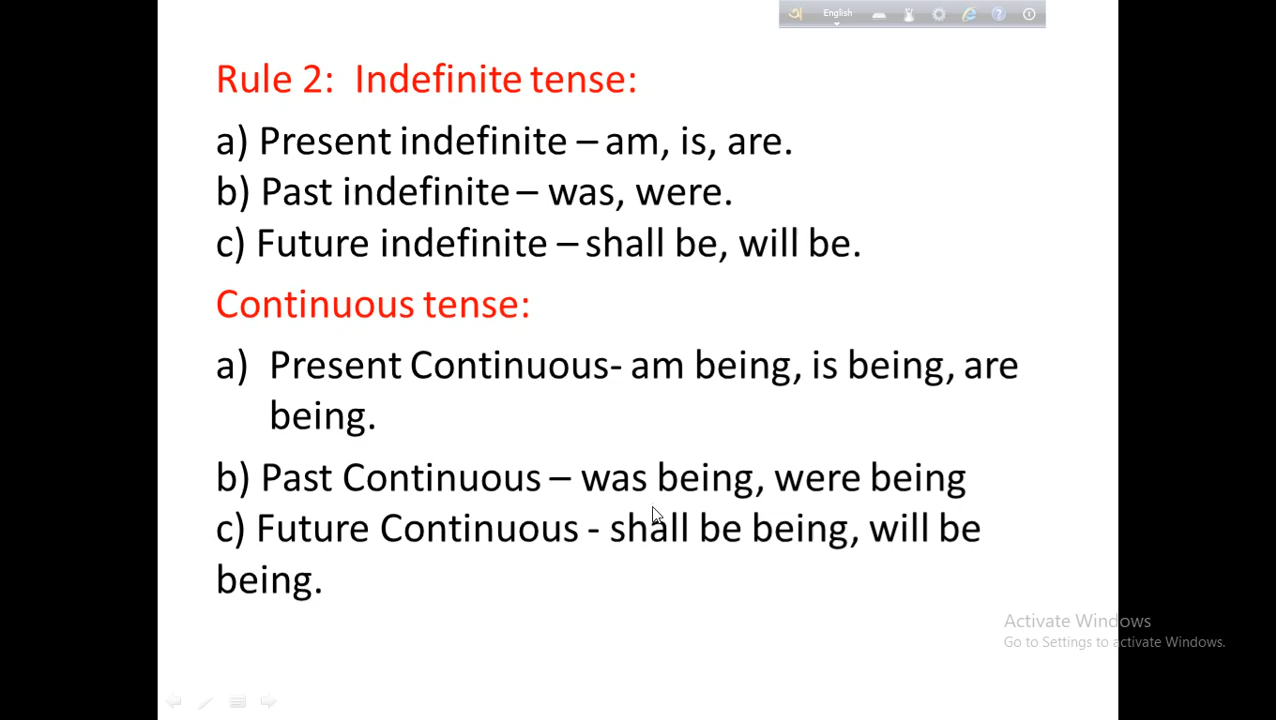 অ English
Rule 2: Indefinite tense:
a) Present indefinite – am, is, are.
b) Past indefinite – was, were.
c) Future indefinite – shall be, will be.
Continuous tense:
a) Present Continuous- am being, is being, are
being.
b) Past Continuous – was being, were being
c) Future Continuous - shall be being, will be
being.
Activate Windows
Go to Settings to activate Windows.